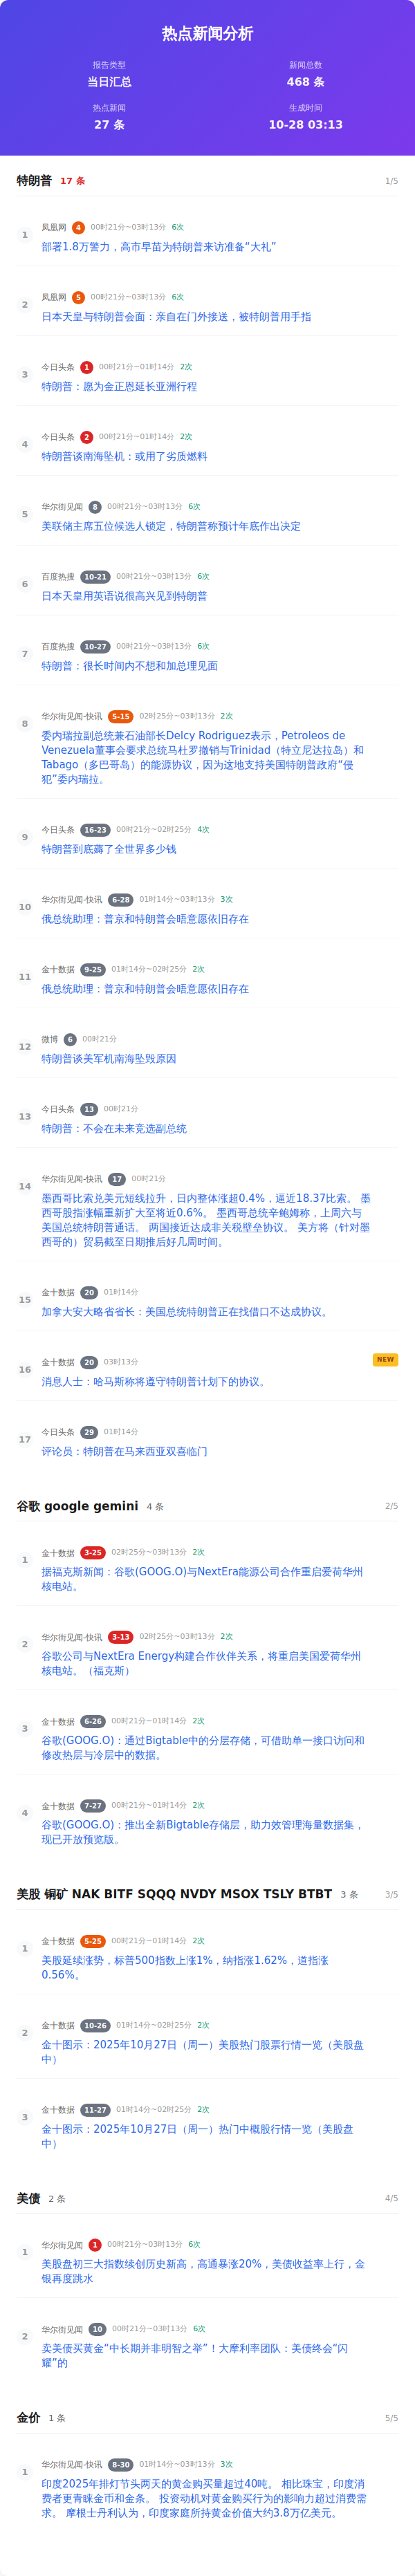 热点新闻分析
报告类型 新闻总数
当日汇总 468 条
热点新闻 生成时间
27 条 10-28 03:13
特朗普 17 条 1/5
1
凤凰网 4 00时21分~03时13分 6次
部署1.8万警力，高市早苗为特朗普来访准备“大礼”
2
凤凰网 5 00时21分~03时13分 6次
日本天皇与特朗普会面：亲自在门外接送，被特朗普用手指
3
今日头条 1 00时21分~01时14分 2次
特朗普：愿为金正恩延长亚洲行程
4
今日头条 2 00时21分~01时14分 2次
特朗普谈南海坠机：或用了劣质燃料
5
华尔街见闻 8 00时21分~03时13分 6次
美联储主席五位候选人锁定，特朗普称预计年底作出决定
6
百度热搜 10-21 00时21分~03时13分 6次
日本天皇用英语说很高兴见到特朗普
7
百度热搜 10-27 00时21分~03时13分 6次
特朗普：很长时间内不想和加总理见面
8
华尔街见闻-快讯 5-15 02时25分~03时13分 2次
委内瑞拉副总统兼石油部长Delcy Rodriguez表示，Petroleos de
Venezuela董事会要求总统马杜罗撤销与Trinidad（特立尼达拉岛）和
Tabago（多巴哥岛）的能源协议，因为这地支持美国特朗普政府“侵
犯”委内瑞拉。
9
今日头条 16-23 00时21分~02时25分 4次
特朗普到底薅了全世界多少钱
10
华尔街见闻-快讯 6-28 01时14分~03时13分 3次
俄总统助理：普京和特朗普会晤意愿依旧存在
11
金十数据 9-25 01时14分~02时25分 2次
俄总统助理：普京和特朗普会晤意愿依旧存在
12
微博 6 00时21分
特朗普谈美军机南海坠毁原因
13
今日头条 13 00时21分
特朗普：不会在未来竞选副总统
14
华尔街见闻-快讯 17 00时21分
墨西哥比索兑美元短线拉升，日内整体涨超0.4%，逼近18.37比索。 墨
西哥股指涨幅重新扩大至将近0.6%。 墨西哥总统辛鲍姆称，上周六与
美国总统特朗普通话。 两国接近达成非关税壁垒协议。 美方将（针对墨
西哥的）贸易截至日期推后好几周时间。
15
金十数据 20 01时14分
加拿大安大略省省长：美国总统特朗普正在找借口不达成协议。
16
金十数据 20 03时13分 NEW
消息人士：哈马斯称将遵守特朗普计划下的协议。
17
今日头条 29 01时14分
评论员：特朗普在马来西亚双喜临门
谷歌 google gemini 4 条 2/5
1
金十数据 3-25 02时25分~03时13分 2次
据福克斯新闻：谷歌(GOOG.O)与NextEra能源公司合作重启爱荷华州
核电站。
2
华尔街见闻-快讯 3-13 02时25分~03时13分 2次
谷歌公司与NextEra Energy构建合作伙伴关系，将重启美国爱荷华州
核电站。（福克斯）
3
金十数据 6-26 00时21分~01时14分 2次
谷歌(GOOG.O)：通过Bigtable中的分层存储，可借助单一接口访问和
修改热层与冷层中的数据。
4
金十数据 7-27 00时21分~01时14分 2次
谷歌(GOOG.O)：推出全新Bigtable存储层，助力效管理海量数据集，
现已开放预览版。
美股 铜矿 NAK BITF SQQQ NVDY MSOX TSLY BTBT 3 条 3/5
1
金十数据 5-25 00时21分~01时14分 2次
美股延续涨势，标普500指数上涨1%，纳指涨1.62%，道指涨
0.56%。
2
金十数据 10-26 01时14分~02时25分 2次
金十图示：2025年10月27日（周一）美股热门股票行情一览（美股盘
中）
3
金十数据 11-27 01时14分~02时25分 2次
金十图示：2025年10月27日（周一）热门中概股行情一览（美股盘
中）
美债 2 条 4/5
1
华尔街见闻 1 00时21分~03时13分 6次
美股盘初三大指数续创历史新高，高通暴涨20%，美债收益率上行，金
银再度跳水
2
华尔街见闻 10 00时21分~03时13分 6次
卖美债买黄金“中长期并非明智之举”！大摩利率团队：美债终会“闪
耀”的
金价 1 条 5/5
1
华尔街见闻-快讯 8-30 01时14分~03时13分 3次
印度2025年排灯节头两天的黄金购买量超过40吨。 相比珠宝，印度消
费者更青睐金币和金条。 投资动机对黄金购买行为的影响力超过消费需
求。 摩根士丹利认为，印度家庭所持黄金价值大约3.8万亿美元。